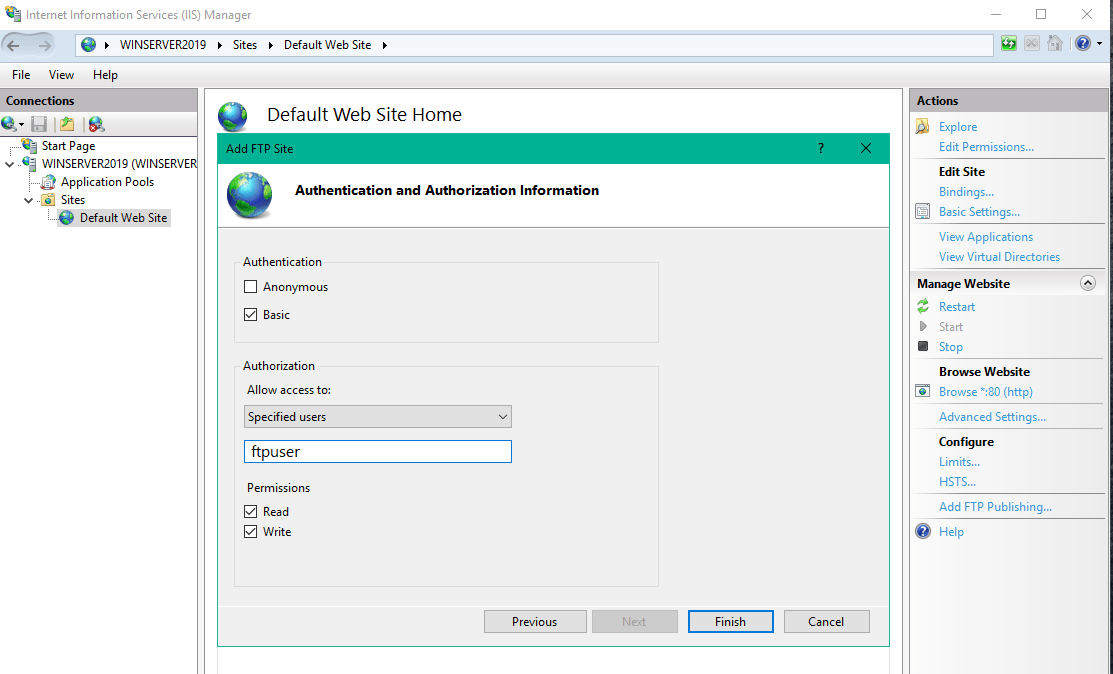 Internet Information Services (IIS) Manager
WINSERVER2019 Sites Default Web Site
File View Help
Connections
Start Page
WINSERVER2019 (WINSERVER
Application Pools
Sites
Default Web Site
Default Web Site Home
Add FTP Site ?
Authentication and Authorization Information
Authentication
Anonymous
Basic
Authorization
Allow access to:
Specified users
ftpuser
Permissions
Read
Write
Previous Next Finish Cancel
Actions
Explore
Edit Permissions...
Edit Site
Bindings...
Basic Settings...
View Applications
View Virtual Directories
Manage Website
Restart
Start
Stop
Browse Website
Browse *:80 (http)
Advanced Settings...
Configure
Limits...
HSTS...
Add FTP Publishing...
Help